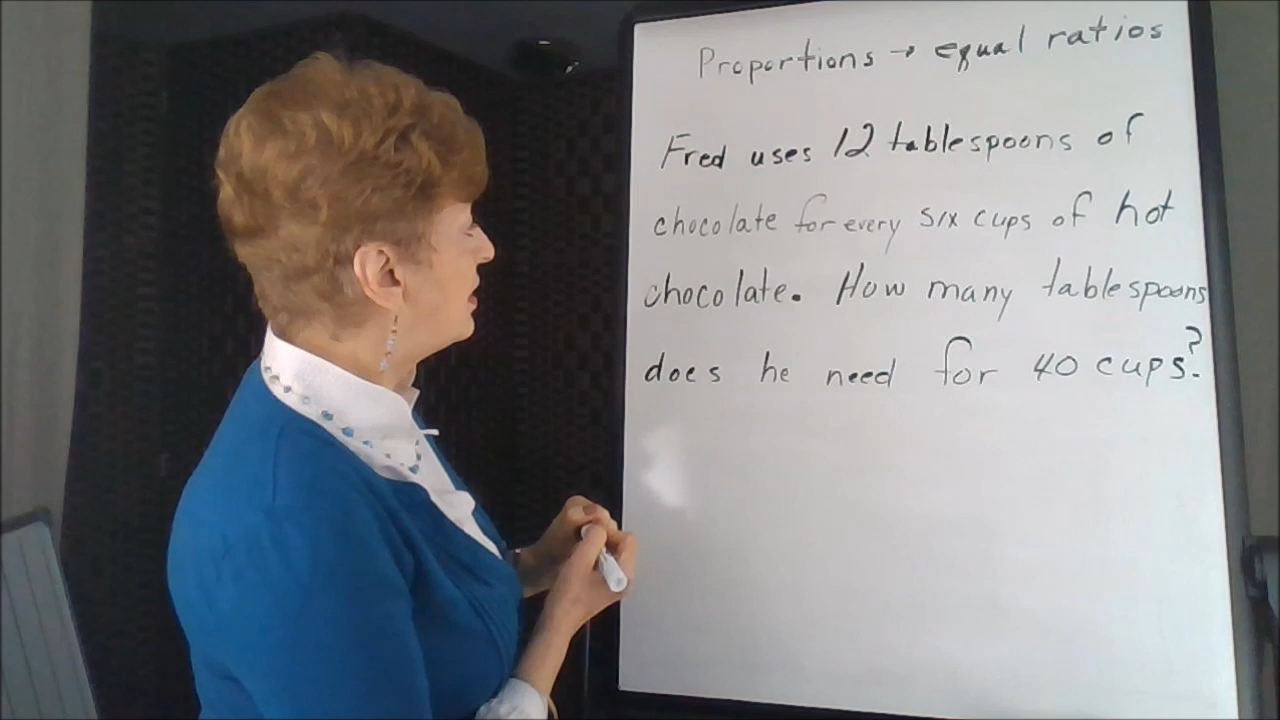 Proportions → equal ratios
Fred uses 12 tablespoons of
chocolate for every six cups of hot
chocolate. How many tablespoons
does he need for 40 cups?